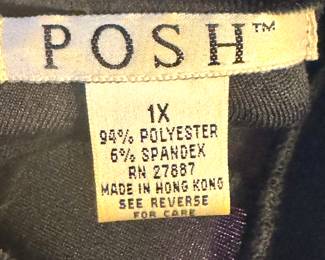 POSH™
1X
94% POLYESTER
6% SPANDEX
RN 27887
MADE IN HONG KONG
SEE REVERSE
FOR CARE